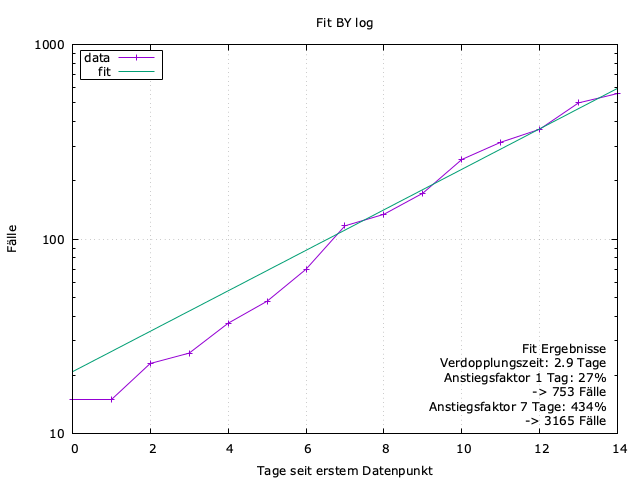 Fit BY log
1000
100
10
Fälle
data
fit
Fit Ergebnisse
Verdopplungszeit: 2.9 Tage
Anstiegsfaktor 1 Tag: 27%
-> 753 Fälle
Anstiegsfaktor 7 Tage: 434%
-> 3165 Fälle
0 2 4 6 8 10 12 14
Tage seit erstem Datenpunkt